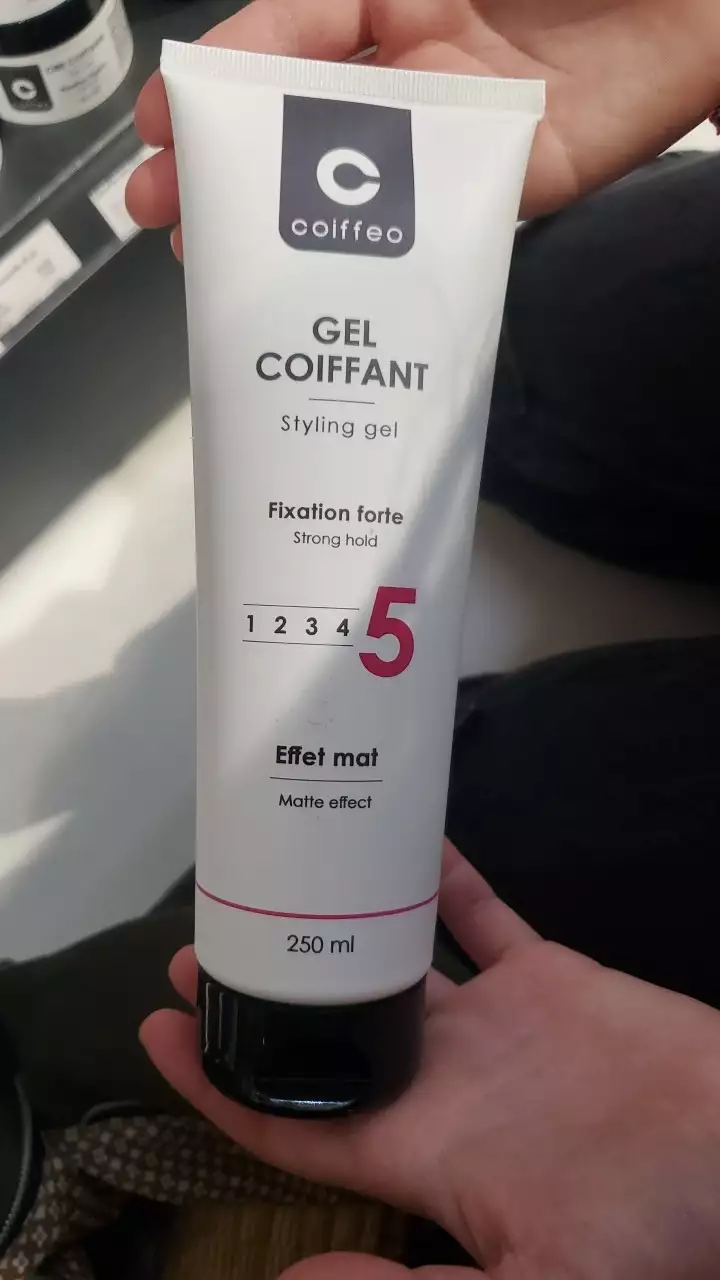 coiffeo
GEL
COIFFANT
Styling gel
Fixation forte
Strong hold
1 2 3 4 5
Effet mat
Matte effect
250 ml